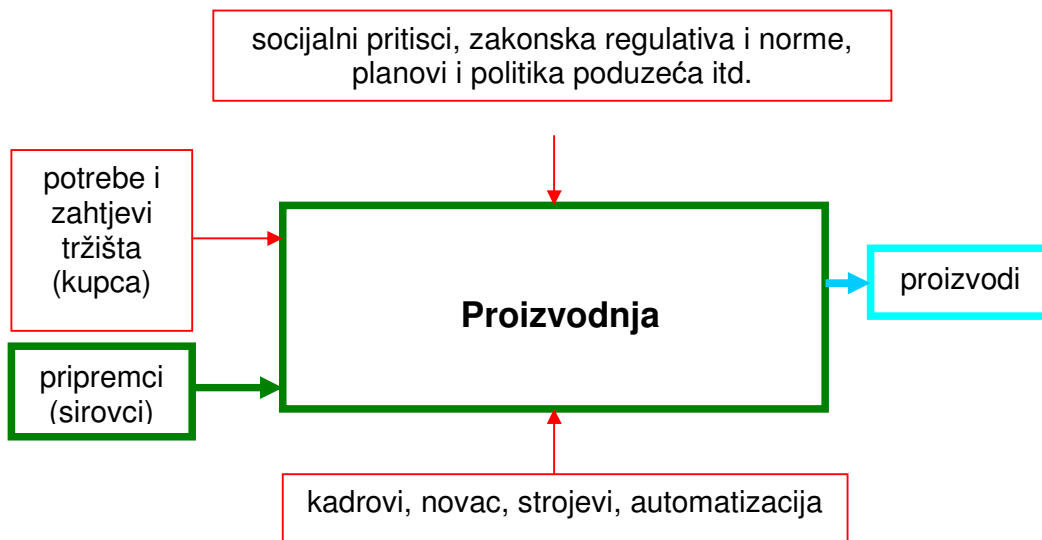 socijalni pritisci, zakonska regulativa i norme,
planovi i politika poduzeća itd.
potrebe i
zahtjevi
tržišta
(kupca)
Proizvodnja
proizvodi
pripremci
(sirovci)
kadrovi, novac, strojevi, automatizacija